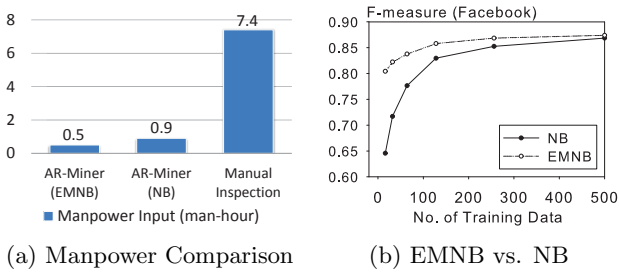 8
6
4
2
0
0.5
0.9
7.4
AR-Miner (EMNB)
AR-Miner (NB)
Manual Inspection
Manpower Input (man-hour)
(a) Manpower Comparison
F-measure (Facebook)
0.90
0.85
0.80
0.75
0.70
0.65
0.60
NB
EMNB
0 100 200 300 400 500
No. of Training Data
(b) EMNB vs. NB